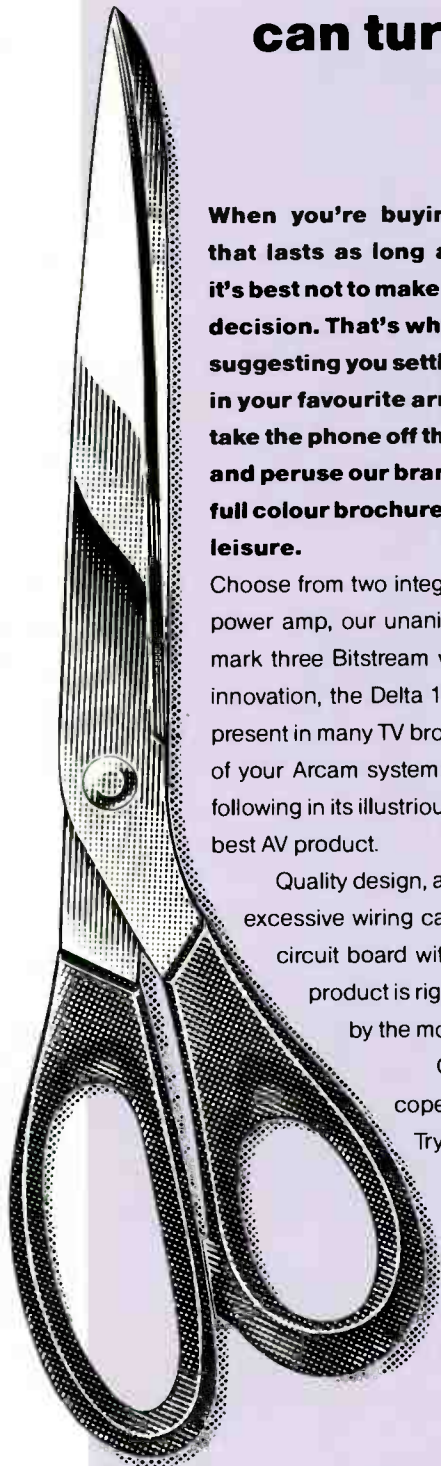 can tur
When you're buyin
that lasts as long a
it's best not to make
decision. That's wh
suggesting you settl
in your favourite arr
take the phone off th
and peruse our bran
full colour brochure
leisure.
Choose from two integ
power amp, our unani
mark three Bitstream
innovation, the Delta 1
present in many TV bro
of your Arcam system
following in its illustriou
best AV product.
Quality design, a
excessive wiring ca
circuit board wit
product is rig
by the mo
cope
Try